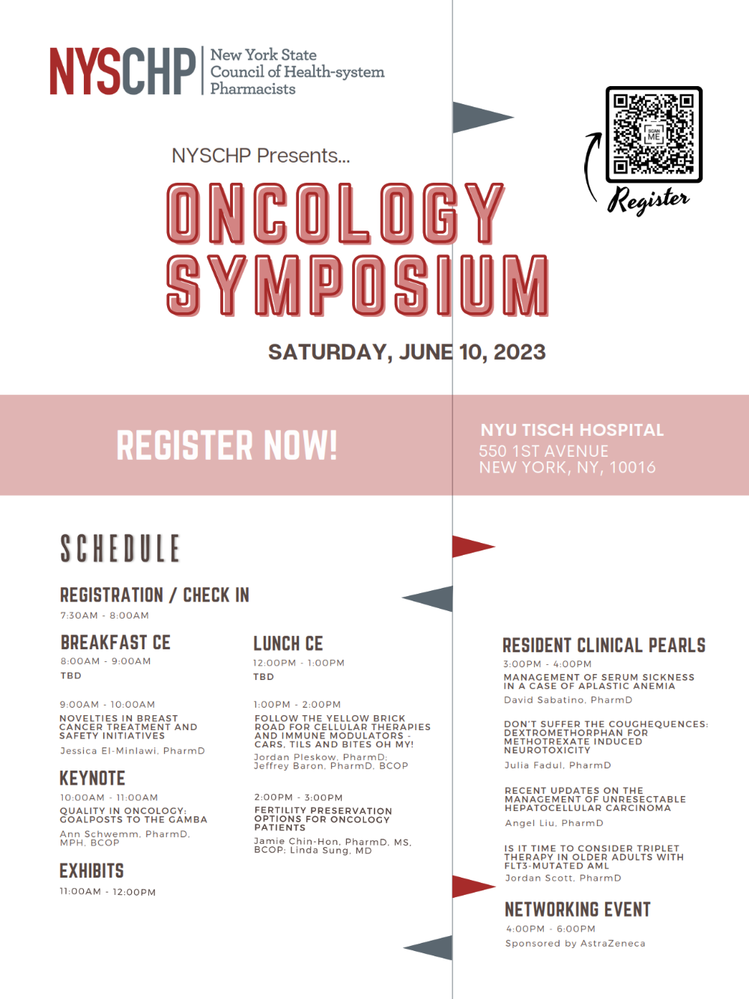 NYSCHP
New York State
Council of Health-system
Pharmacists
SCAN
ME
Register
NYSCHP Presents...
ONCOLOGY
SYMPOSIUM
SATURDAY, JUNE 10, 2023
REGISTER NOW!
NYU TISCH HOSPITAL
550 1ST AVENUE
NEW YORK, NY, 10016
SCHEDULE
REGISTRATION / CHECK IN
7:30AM - 8:00AM
BREAKFAST CE
8:00AM - 9:00AM
TBD
9:00AM - 10:00AM
NOVELTIES IN BREAST
CANCER TREATMENT AND
SAFETY INITIATIVES
Jessica El-Minlawi, PharmD
KEYNOTE
10:00AM - 11:00AM
QUALITY IN ONCOLOGY:
GOALPOSTS TO THE GAMBA
Ann Schwemm, PharmD,
MPH, BCOP
EXHIBITS
11:00AM - 12:00PM
LUNCH CE
12:00PM - 1:00PM
TBD
1:00PM - 2:00PM
FOLLOW THE YELLOW BRICK
ROAD FOR CELLULAR THERAPIES
AND IMMUNE MODULATORS -
CARS, TILS AND BITES OH MY!
Jordan Pleskow, PharmD;
Jeffrey Baron, PharmD, BCOP
2:00PM - 3:00PM
FERTILITY PRESERVATION
OPTIONS FOR ONCOLOGY
PATIENTS
Jamie Chin-Hon, PharmD, MS,
BCOP; Linda Sung, MD
RESIDENT CLINICAL PEARLS
3:00PM - 4:00PM
MANAGEMENT OF SERUM SICKNESS
IN A CASE OF APLASTIC ANEMIA
David Sabatino, PharmD
DON'T SUFFER THE COUGHEQUENCES:
DEXTROMETHORPHAN FOR
METHOTREXATE INDUCED
NEUROTOXICITY
Julia Fadul, PharmD
RECENT UPDATES ON THE
MANAGEMENT OF UNRESECTABLE
HEPATOCELLULAR CARCINOMA
Angel Liu, PharmD
IS IT TIME TO CONSIDER TRIPLET
THERAPY IN OLDER ADULTS WITH
FLT3-MUTATED AML
Jordan Scott, PharmD
NETWORKING EVENT
4:00PM - 6:00PM
Sponsored by AstraZeneca